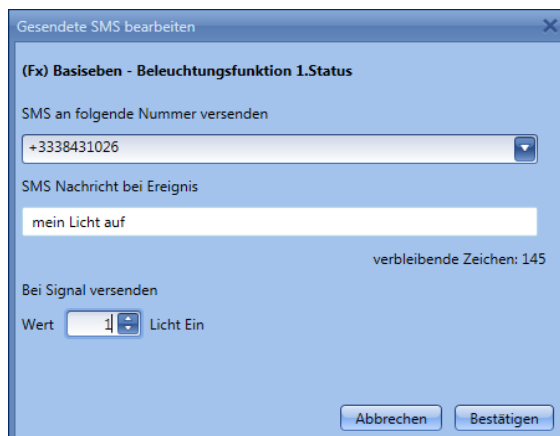 Gesendete SMS bearbeiten
(Fx) Basiseben - Beleuchtungsfunktion 1.Status
SMS an folgende Nummer versenden
+3338431026
SMS Nachricht bei Ereignis
mein Licht auf
verbleibende Zeichen: 145
Bei Signal versenden
Wert 1 Licht Ein
Abbrechen Bestätigen